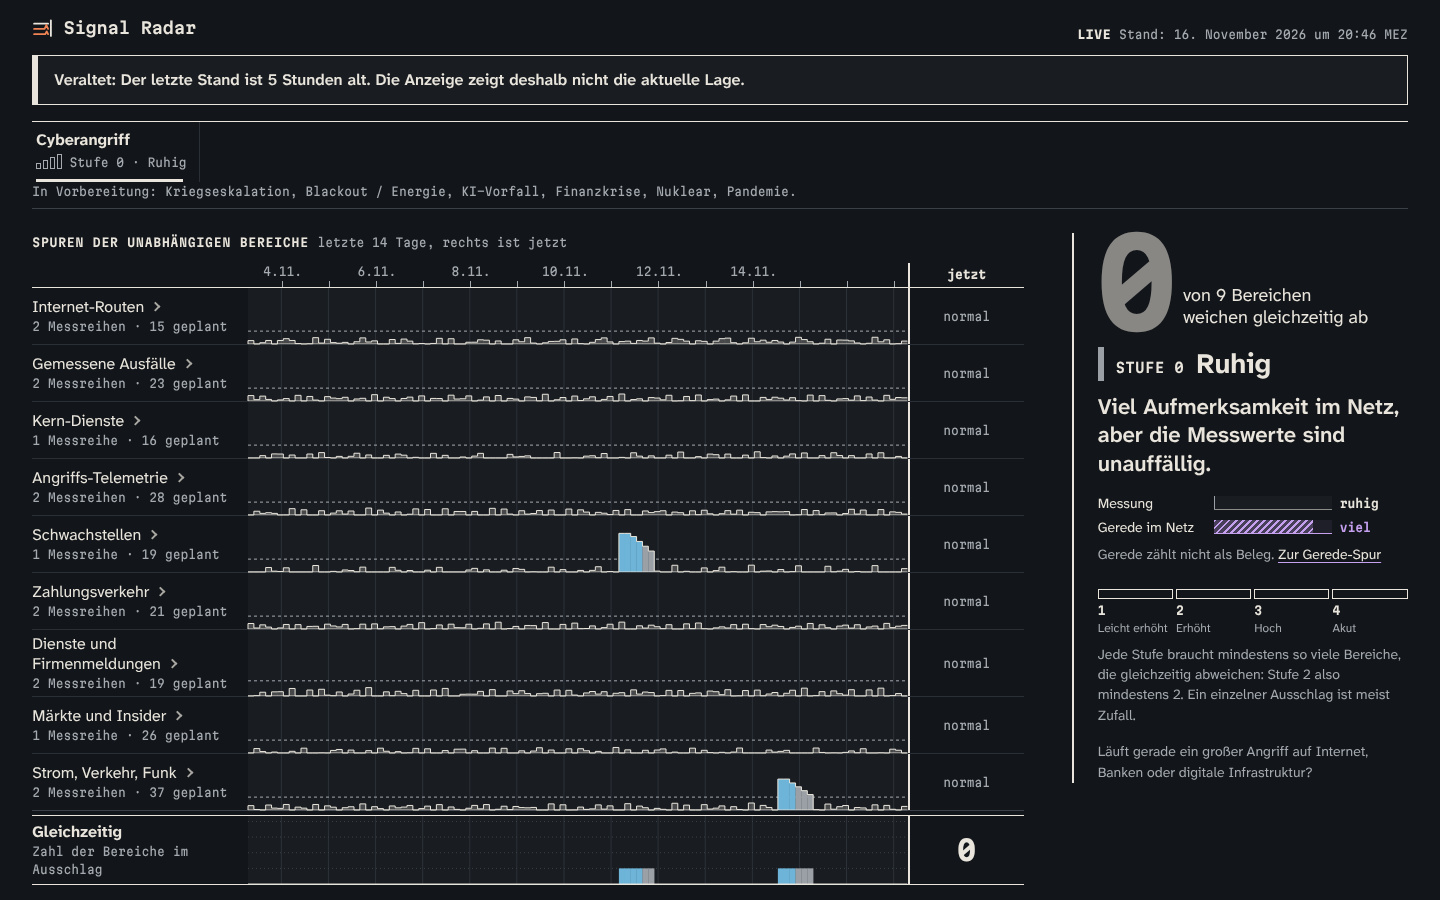 Signal Radar
LIVE Stand: 16. November 2026 um 20:46 MEZ
Veraltet: Der letzte Stand ist 5 Stunden alt. Die Anzeige zeigt deshalb nicht die aktuelle Lage.
Cyberangriff
Stufe 0 · Ruhig
In Vorbereitung: Kriegseskalation, Blackout / Energie, KI-Vorfall, Finanzkrise, Nuklear, Pandemie.
SPUREN DER UNABHÄNGIGEN BEREICHE letzte 14 Tage, rechts ist jetzt
4.11. 6.11. 8.11. 10.11. 12.11. 14.11. jetzt
Internet-Routen
2 Messreihen · 15 geplant
normal
Gemessene Ausfälle
2 Messreihen · 23 geplant
normal
Kern-Dienste
1 Messreihe · 16 geplant
normal
Angriffs-Telemetrie
2 Messreihen · 28 geplant
normal
Schwachstellen
1 Messreihe · 19 geplant
normal
Zahlungsverkehr
2 Messreihen · 21 geplant
normal
Dienste und
Firmenmeldungen
2 Messreihen · 19 geplant
normal
Märkte und Insider
1 Messreihe · 26 geplant
normal
Strom, Verkehr, Funk
2 Messreihen · 37 geplant
normal
Gleichzeitig
Zahl der Bereiche im
Ausschlag
0
0 von 9 Bereichen
weichen gleichzeitig ab
STUFE 0 Ruhig
Viel Aufmerksamkeit im Netz,
aber die Messwerte sind
unauffällig.
Messung ruhig
Gerede im Netz viel
Gerede zählt nicht als Beleg. Zur Gerede-Spur
1 2 3 4
Leicht erhöht Erhöht Hoch Akut
Jede Stufe braucht mindestens so viele Bereiche,
die gleichzeitig abweichen: Stufe 2 also
mindestens 2. Ein einzelner Ausschlag ist meist
Zufall.
Läuft gerade ein großer Angriff auf Internet,
Banken oder digitale Infrastruktur?